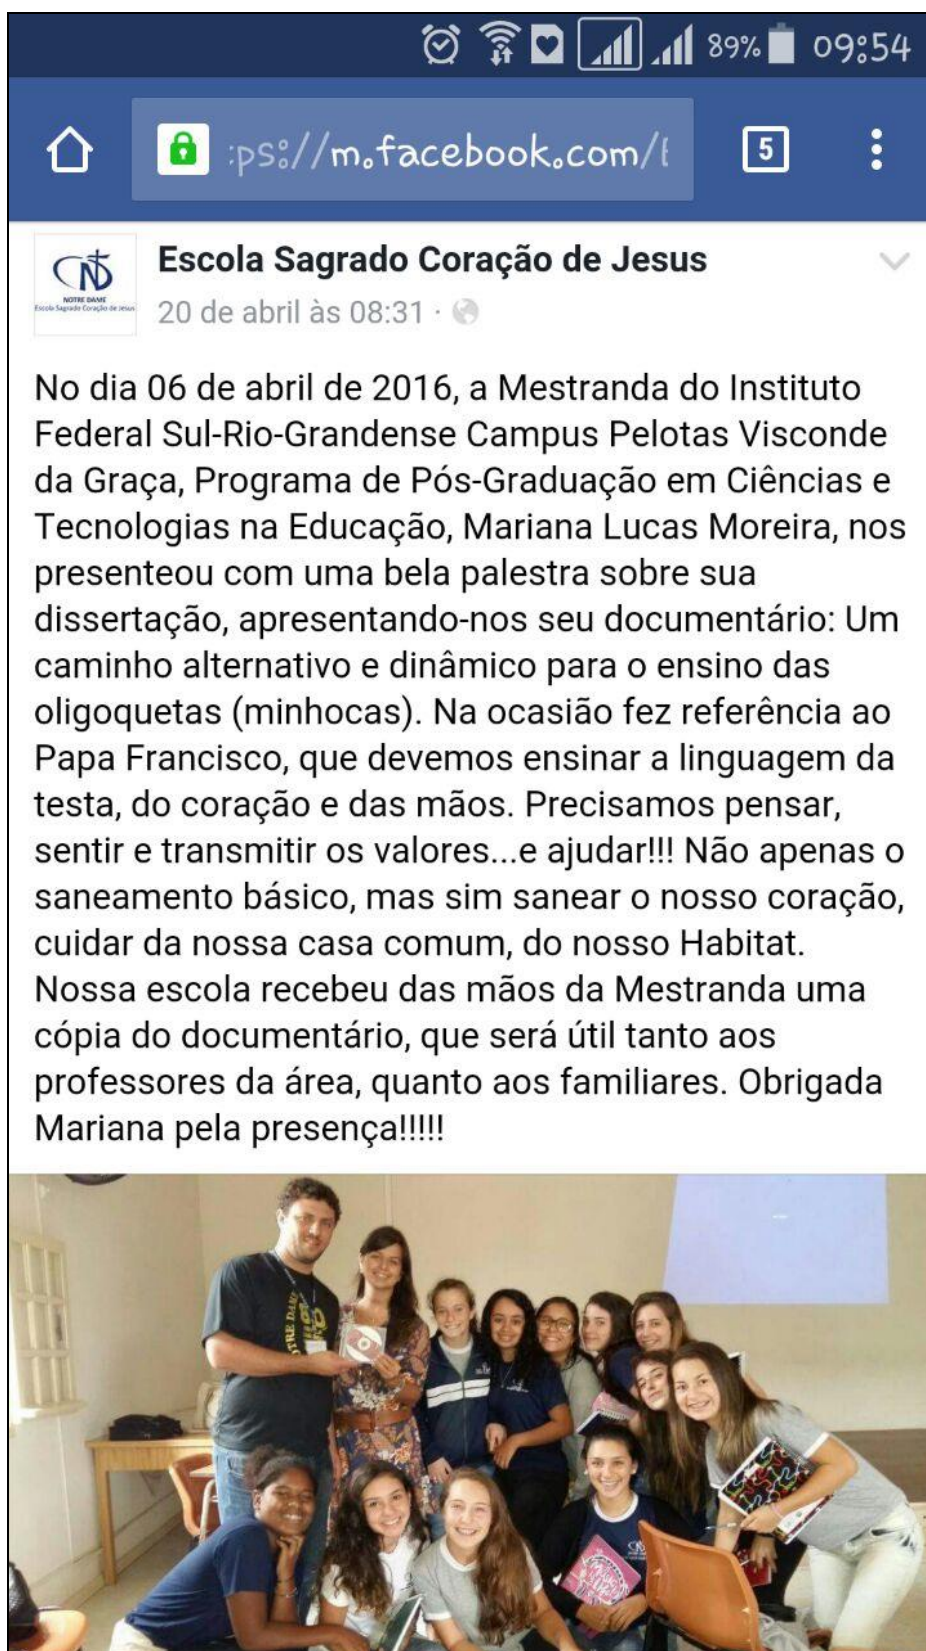 89% 09:54
:ps://m.facebook.com/
5
NOTRE DAME
Escola Sagrado Coração de Jesus
Escola Sagrado Coração de Jesus
20 de abril às 08:31 ·
No dia 06 de abril de 2016, a Mestranda do Instituto
Federal Sul-Rio-Grandense Campus Pelotas Visconde
da Graça, Programa de Pós-Graduação em Ciências e
Tecnologias na Educação, Mariana Lucas Moreira, nos
presenteou com uma bela palestra sobre sua
dissertação, apresentando-nos seu documentário: Um
caminho alternativo e dinâmico para o ensino das
oligoquetas (minhocas). Na ocasião fez referência ao
Papa Francisco, que devemos ensinar a linguagem da
testa, do coração e das mãos. Precisamos pensar,
sentir e transmitir os valores...e ajudar!!! Não apenas o
saneamento básico, mas sim sanear o nosso coração,
cuidar da nossa casa comum, do nosso Habitat.
Nossa escola recebeu das mãos da Mestranda uma
cópia do documentário, que será útil tanto aos
professores da área, quanto aos familiares. Obrigada
Mariana pela presença!!!!!